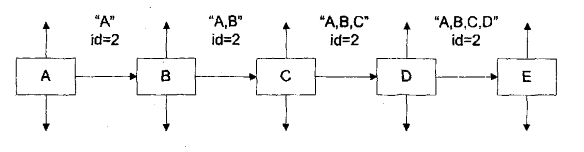 "A" "A,B" "A,B,C" "A,B,C,D"
id=2 id=2 id=2 id=2
A B C D E